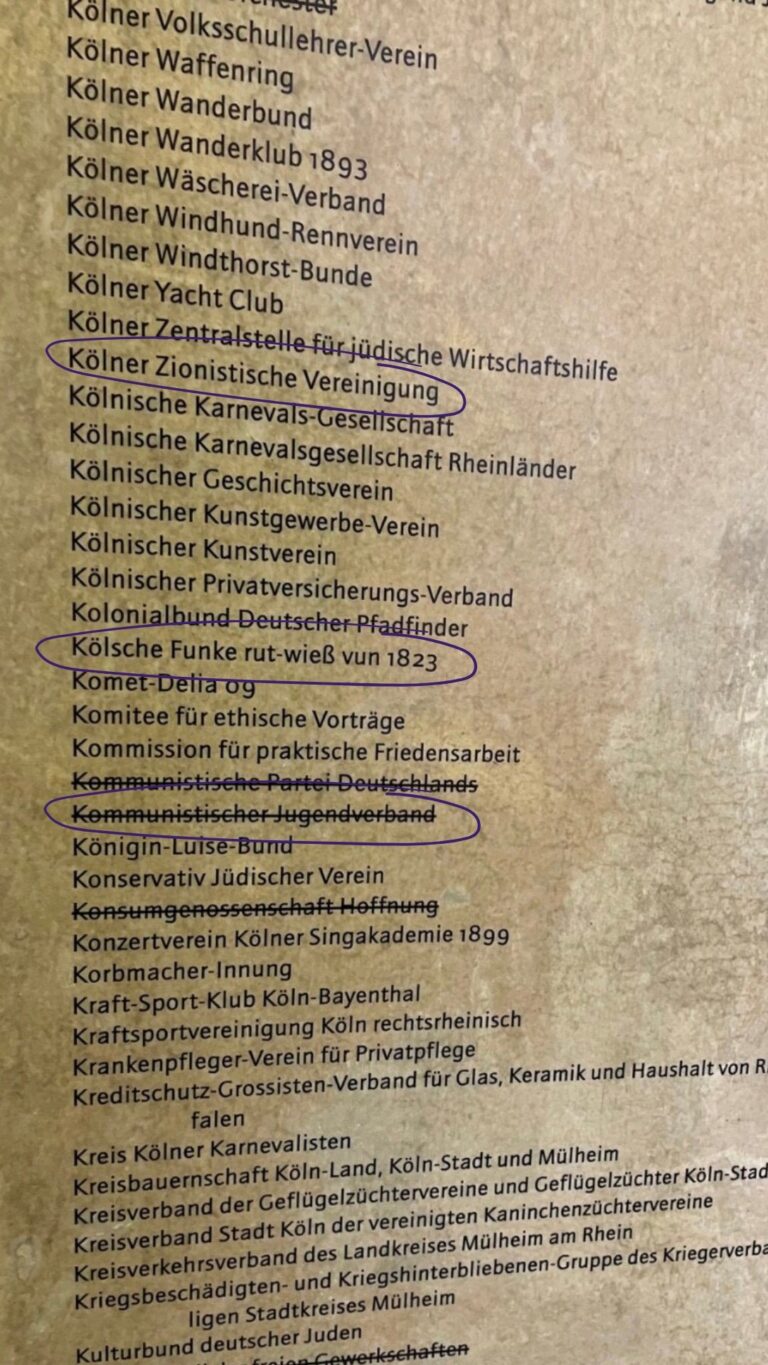 Kölner Volksschullehrer-Verein
Kölner Waffenring
Kölner Wanderbund
Kölner Wanderklub 1893
Kölner Wäscherei-Verband
Kölner Windhund-Rennverein
Kölner Windthorst-Bunde
Kölner Yacht Club
Kölner Zentralstelle für jüdische Wirtschaftshilfe
Kölner Zionistische Vereinigung
Kölnische Karnevals-Gesellschaft
Kölnische Karnevalsgesellschaft Rheinländer
Kölnischer Geschichtsverein
Kölnischer Kunstgewerbe-Verein
Kölnischer Kunstverein
Kölnischer Privatversicherungs-Verband
Kolonialbund Deutscher Pfadfinder
Kölsche Funke rut-wieß vun 1823
Komet-Delia 09
Komitee für ethische Vorträge
Kommission für praktische Friedensarbeit
Kommunistische Partei Deutschlands
Kommunistischer Jugendverband
Königin-Luise-Bund
Konservativ Jüdischer Verein
Konsumgenossenschaft Hoffnung
Konzertverein Kölner Singakademie 1899
Korbmacher-Innung
Kraft-Sport-Klub Köln-Bayenthal
Kraftsportvereinigung Köln rechtsrheinisch
Krankenpfleger-Verein für Privatpflege
Kreditschutz-Grossisten-Verband für Glas, Keramik und Haushalt von
falen
Kreis Kölner Karnevalisten
Kreisbauernschaft Köln-Land, Köln-Stadt und Mülheim
Kreisverband der Geflügelzüchtervereine und Geflügelzüchter Köln-Stad
Kreisverband Stadt Köln der vereinigten Kaninchenzüchtervereine
Kreisverkehrsverband des Landkreises Mülheim am Rhein
Kriegsbeschädigten- und Kriegshinterbliebenen-Gruppe des Kriegerverba
ligen Stadtkreises Mülheim
Kulturbund deutscher Juden
freien Gewerkschaften